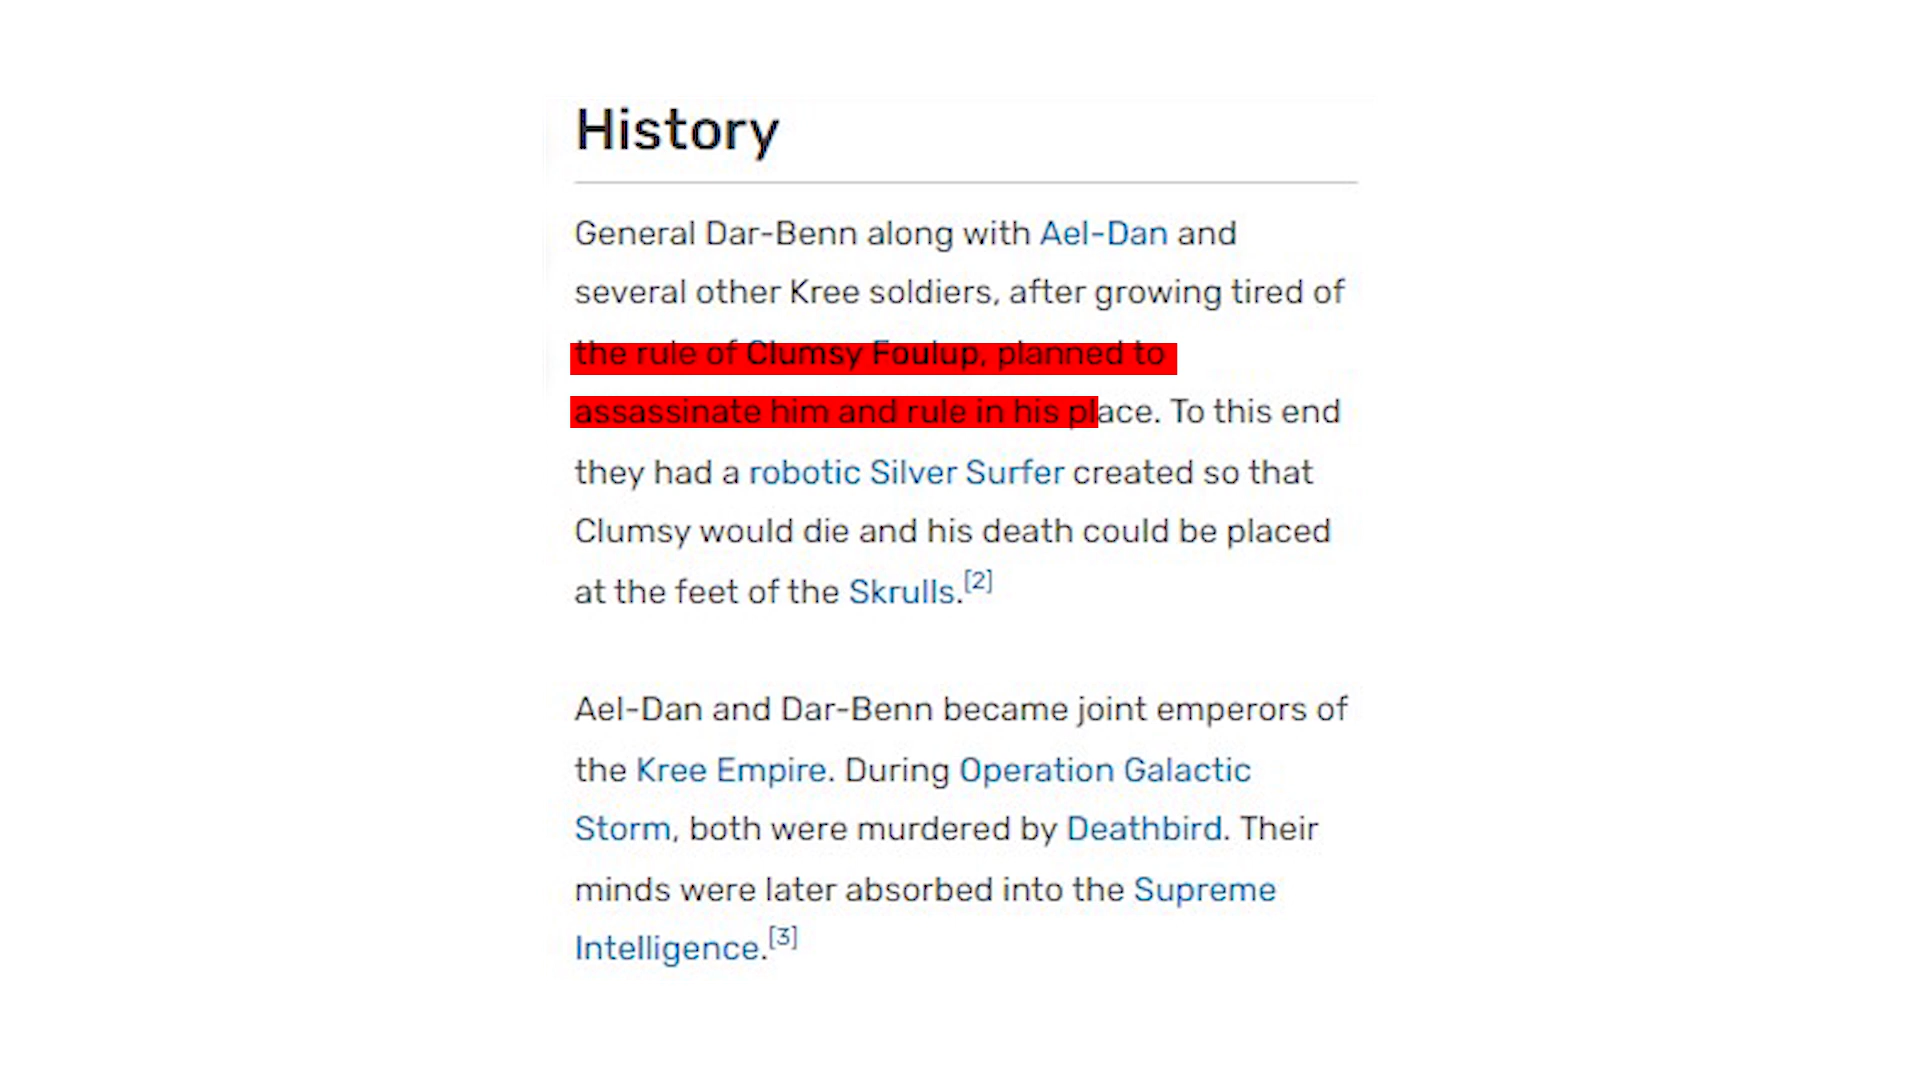 History
General Dar-Benn along with Ael-Dan and
several other Kree soldiers, after growing tired of
the rule of Clumsy Foulup, planned to
assassinate him and rule in his place. To this end
they had a robotic Silver Surfer created so that
Clumsy would die and his death could be placed
at the feet of the Skrulls.[2]
Ael-Dan and Dar-Benn became joint emperors of
the Kree Empire. During Operation Galactic
Storm, both were murdered by Deathbird. Their
minds were later absorbed into the Supreme
Intelligence.[3]